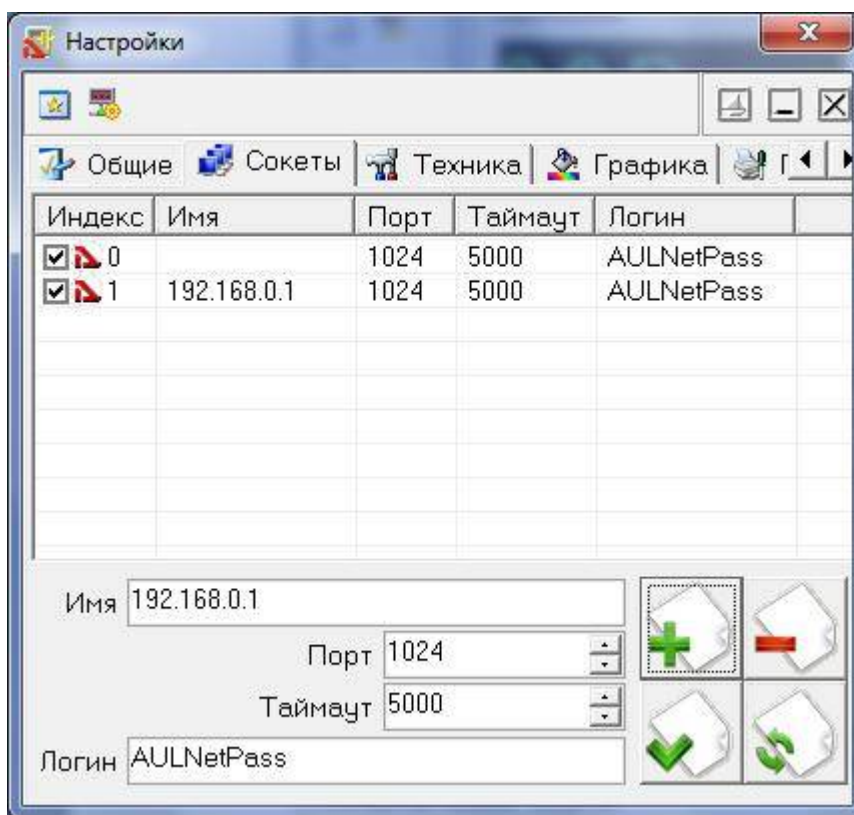 Настройки
Общие Сокеты Техника Графика
Индекс Имя Порт Таймаут Логин
0 1024 5000 AULNetPass
1 192.168.0.1 1024 5000 AULNetPass
Имя 192.168.0.1
Порт 1024
Таймаут 5000
Логин AULNetPass